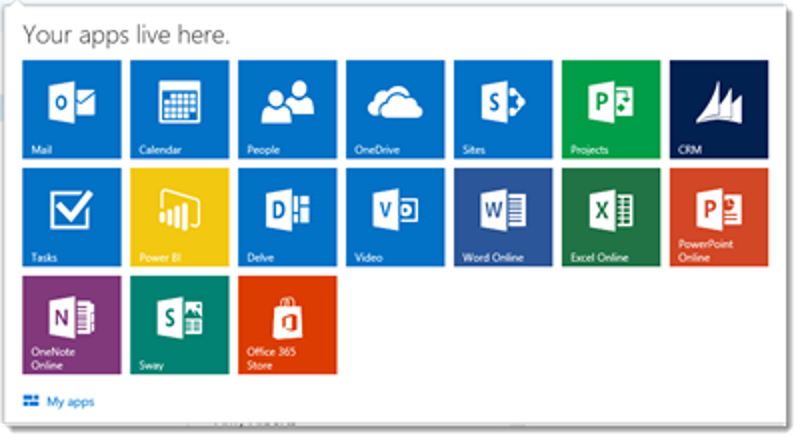 Your apps live here.
O
S
P
Mail
Calendar
People
OneDrive
Sites
Projects
CRM
D
V
W
X
P
Tasks
Power BI
Delve
Video
Word Online
Excel Online
PowerPoint
Online
N
S
OneNote
Online
Sway
Office 365
Store
My apps